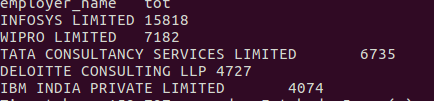 employer_name tot
INFOSYS LIMITED 15818
WIPRO LIMITED 7182
TATA CONSULTANCY SERVICES LIMITED 6735
DELOITTE CONSULTING LLP 4727
IBM INDIA PRIVATE LIMITED 4074